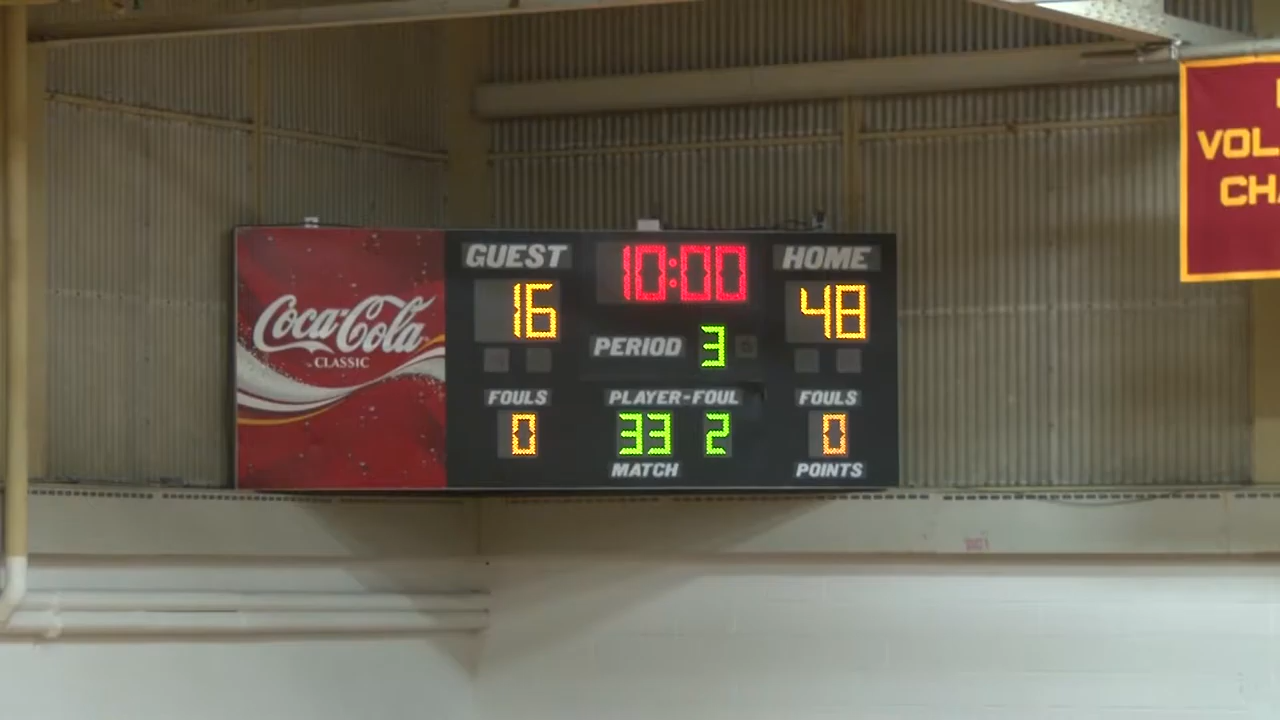 GUEST
10:00
HOME
16
48
PERIOD 3
Coca-Cola
CLASSIC
FOULS
PLAYER-FOUL
FOULS
0
33 2
0
MATCH
POINTS
VOL
CH